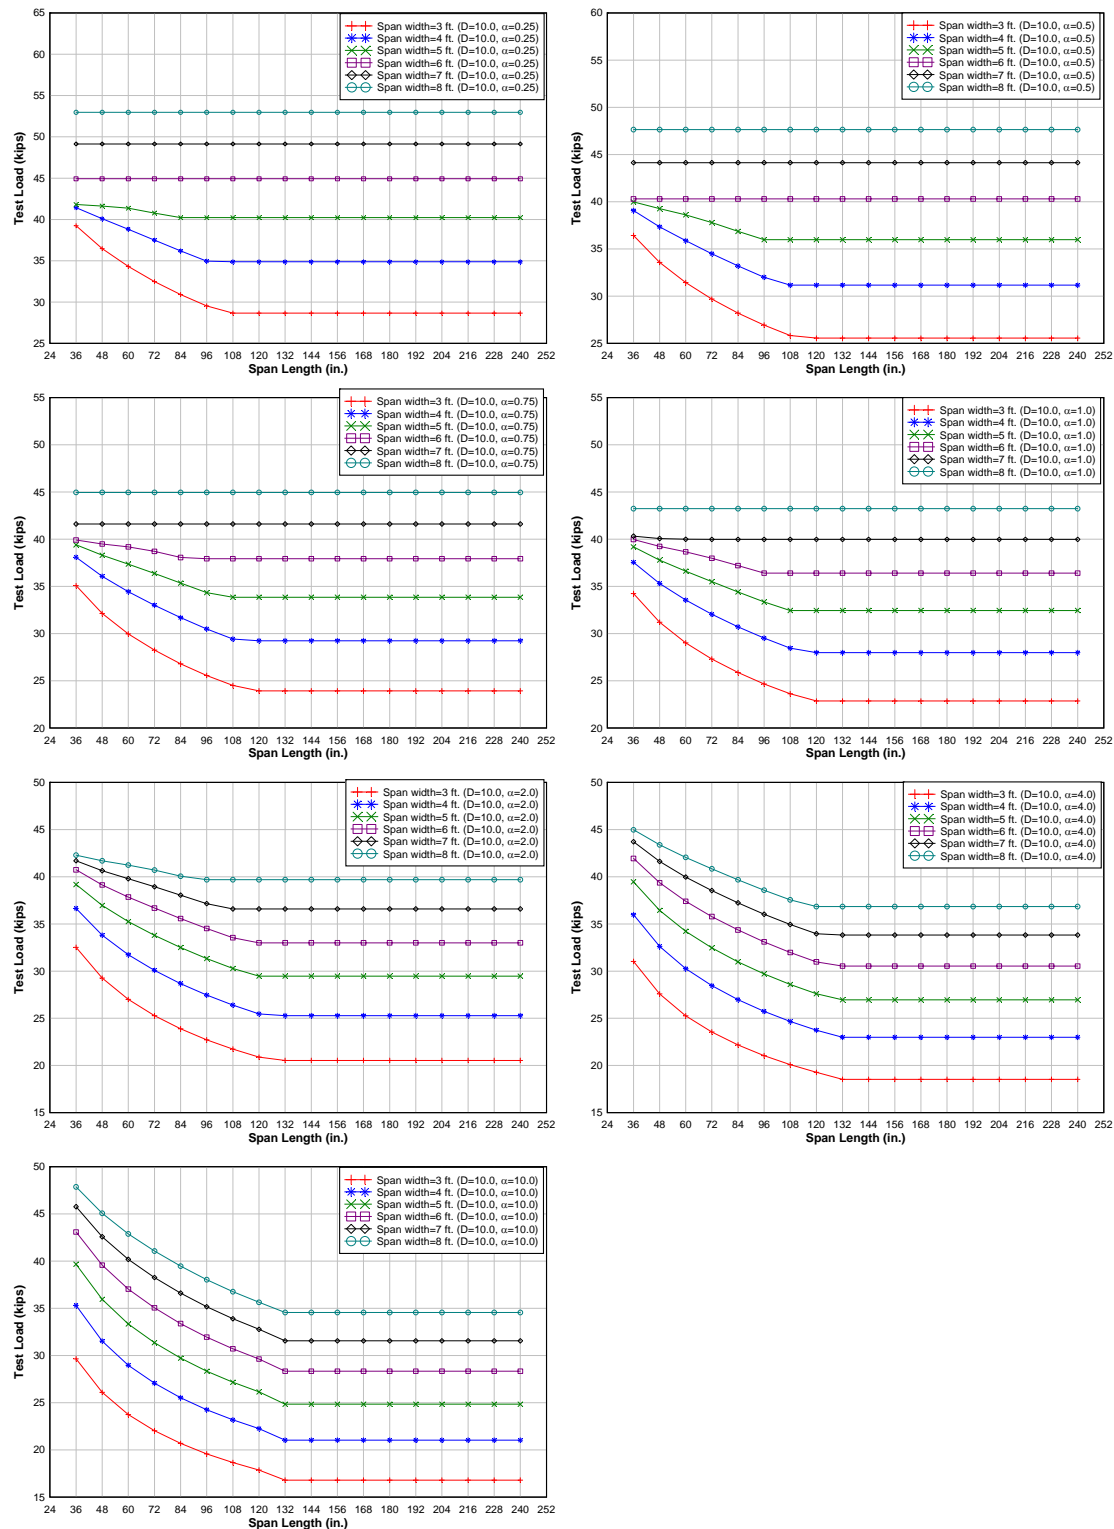 65
60
55
50
45
40
35
30
25
Test Load (kips)
Span width=3 ft. (D=10.0, α=0.25)
Span width=4 ft. (D=10.0, α=0.25)
Span width=5 ft. (D=10.0, α=0.25)
Span width=6 ft. (D=10.0, α=0.25)
Span width=7 ft. (D=10.0, α=0.25)
Span width=8 ft. (D=10.0, α=0.25)
24 36 48 60 72 84 96 108 120 132 144 156 168 180 192 204 216 228 240 252
Span Length (in.)
60
55
50
45
40
35
30
25
Test Load (kips)
Span width=3 ft. (D=10.0, α=0.5)
Span width=4 ft. (D=10.0, α=0.5)
Span width=5 ft. (D=10.0, α=0.5)
Span width=6 ft. (D=10.0, α=0.5)
Span width=7 ft. (D=10.0, α=0.5)
Span width=8 ft. (D=10.0, α=0.5)
24 36 48 60 72 84 96 108 120 132 144 156 168 180 192 204 216 228 240 252
Span Length (in.)
55
50
45
40
35
30
25
20
Test Load (kips)
Span width=3 ft. (D=10.0, α=0.75)
Span width=4 ft. (D=10.0, α=0.75)
Span width=5 ft. (D=10.0, α=0.75)
Span width=6 ft. (D=10.0, α=0.75)
Span width=7 ft. (D=10.0, α=0.75)
Span width=8 ft. (D=10.0, α=0.75)
24 36 48 60 72 84 96 108 120 132 144 156 168 180 192 204 216 228 240 252
Span Length (in.)
55
50
45
40
35
30
25
20
Test Load (kips)
Span width=3 ft. (D=10.0, α=1.0)
Span width=4 ft. (D=10.0, α=1.0)
Span width=5 ft. (D=10.0, α=1.0)
Span width=6 ft. (D=10.0, α=1.0)
Span width=7 ft. (D=10.0, α=1.0)
Span width=8 ft. (D=10.0, α=1.0)
24 36 48 60 72 84 96 108 120 132 144 156 168 180 192 204 216 228 240 252
Span Length (in.)
50
45
40
35
30
25
20
15
Test Load (kips)
Span width=3 ft. (D=10.0, α=2.0)
Span width=4 ft. (D=10.0, α=2.0)
Span width=5 ft. (D=10.0, α=2.0)
Span width=6 ft. (D=10.0, α=2.0)
Span width=7 ft. (D=10.0, α=2.0)
Span width=8 ft. (D=10.0, α=2.0)
24 36 48 60 72 84 96 108 120 132 144 156 168 180 192 204 216 228 240 252
Span Length (in.)
50
45
40
35
30
25
20
15
Test Load (kips)
Span width=3 ft. (D=10.0, α=4.0)
Span width=4 ft. (D=10.0, α=4.0)
Span width=5 ft. (D=10.0, α=4.0)
Span width=6 ft. (D=10.0, α=4.0)
Span width=7 ft. (D=10.0, α=4.0)
Span width=8 ft. (D=10.0, α=4.0)
24 36 48 60 72 84 96 108 120 132 144 156 168 180 192 204 216 228 240 252
Span Length (in.)
50
45
40
35
30
25
20
15
Test Load (kips)
Span width=3 ft. (D=10.0, α=10.0)
Span width=4 ft. (D=10.0, α=10.0)
Span width=5 ft. (D=10.0, α=10.0)
Span width=6 ft. (D=10.0, α=10.0)
Span width=7 ft. (D=10.0, α=10.0)
Span width=8 ft. (D=10.0, α=10.0)
24 36 48 60 72 84 96 108 120 132 144 156 168 180 192 204 216 228 240 252
Span Length (in.)